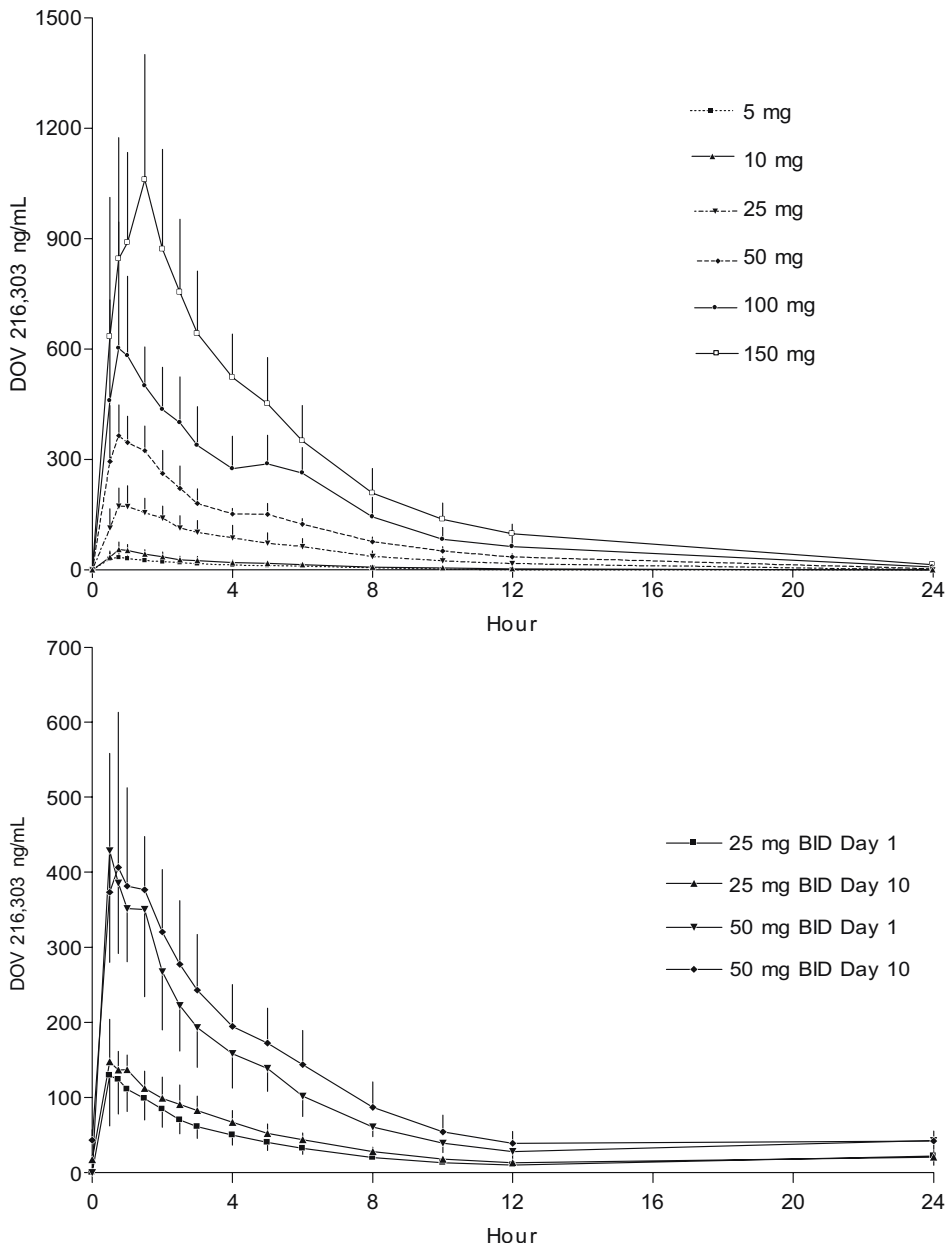 1500
1200
900
600
300
0
DOV 216,303 ng/mL
5 mg
10 mg
25 mg
50 mg
100 mg
150 mg
0 4 8 12 16 20 24
Hour
700
600
500
400
300
200
100
0
DOV 216,303 ng/mL
25 mg BID Day 1
25 mg BID Day 10
50 mg BID Day 1
50 mg BID Day 10
0 4 8 12 16 20 24
Hour